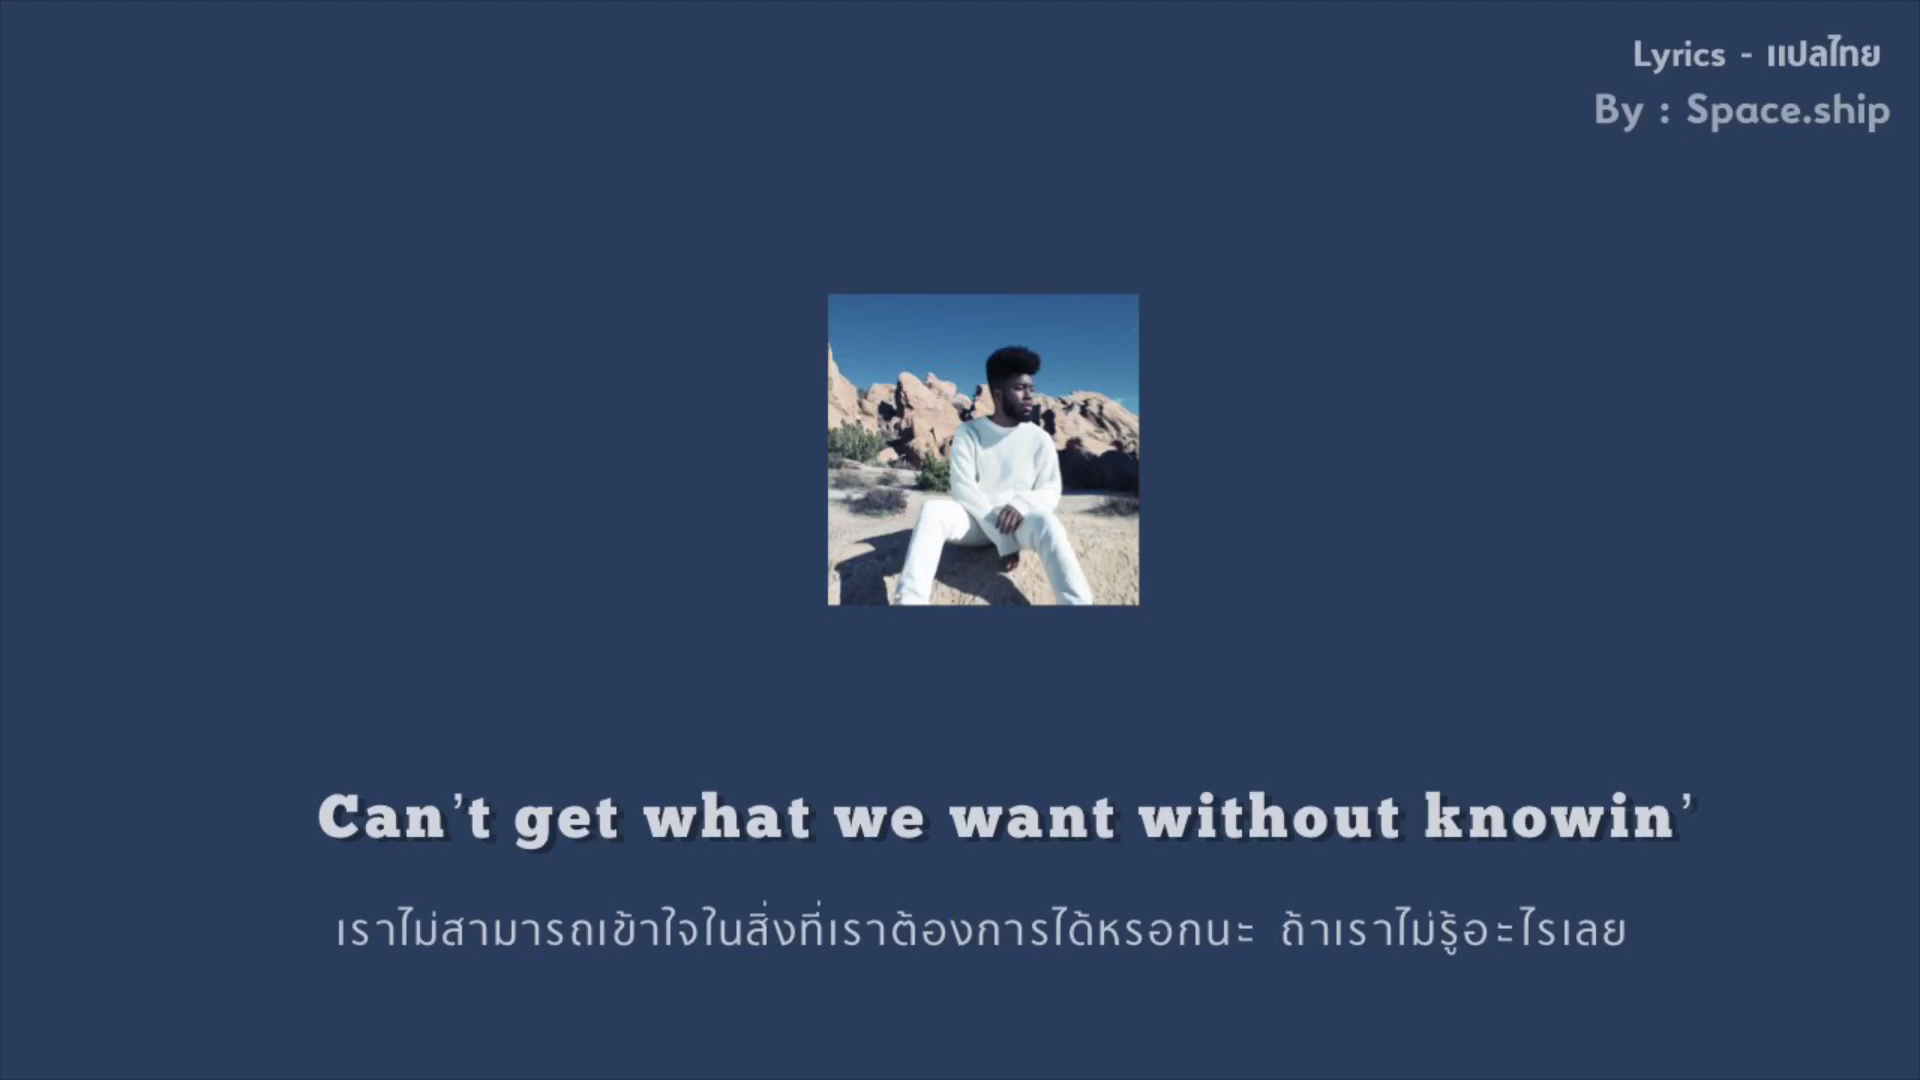 Lyrics - แปลไทย
By : Space.ship
Can't get what we want without knowin'
เราไม่สามารถเข้าใจในสิ่งที่เราต้องการได้หรอกนะ ถ้าเราไม่รู้อะไรเลย